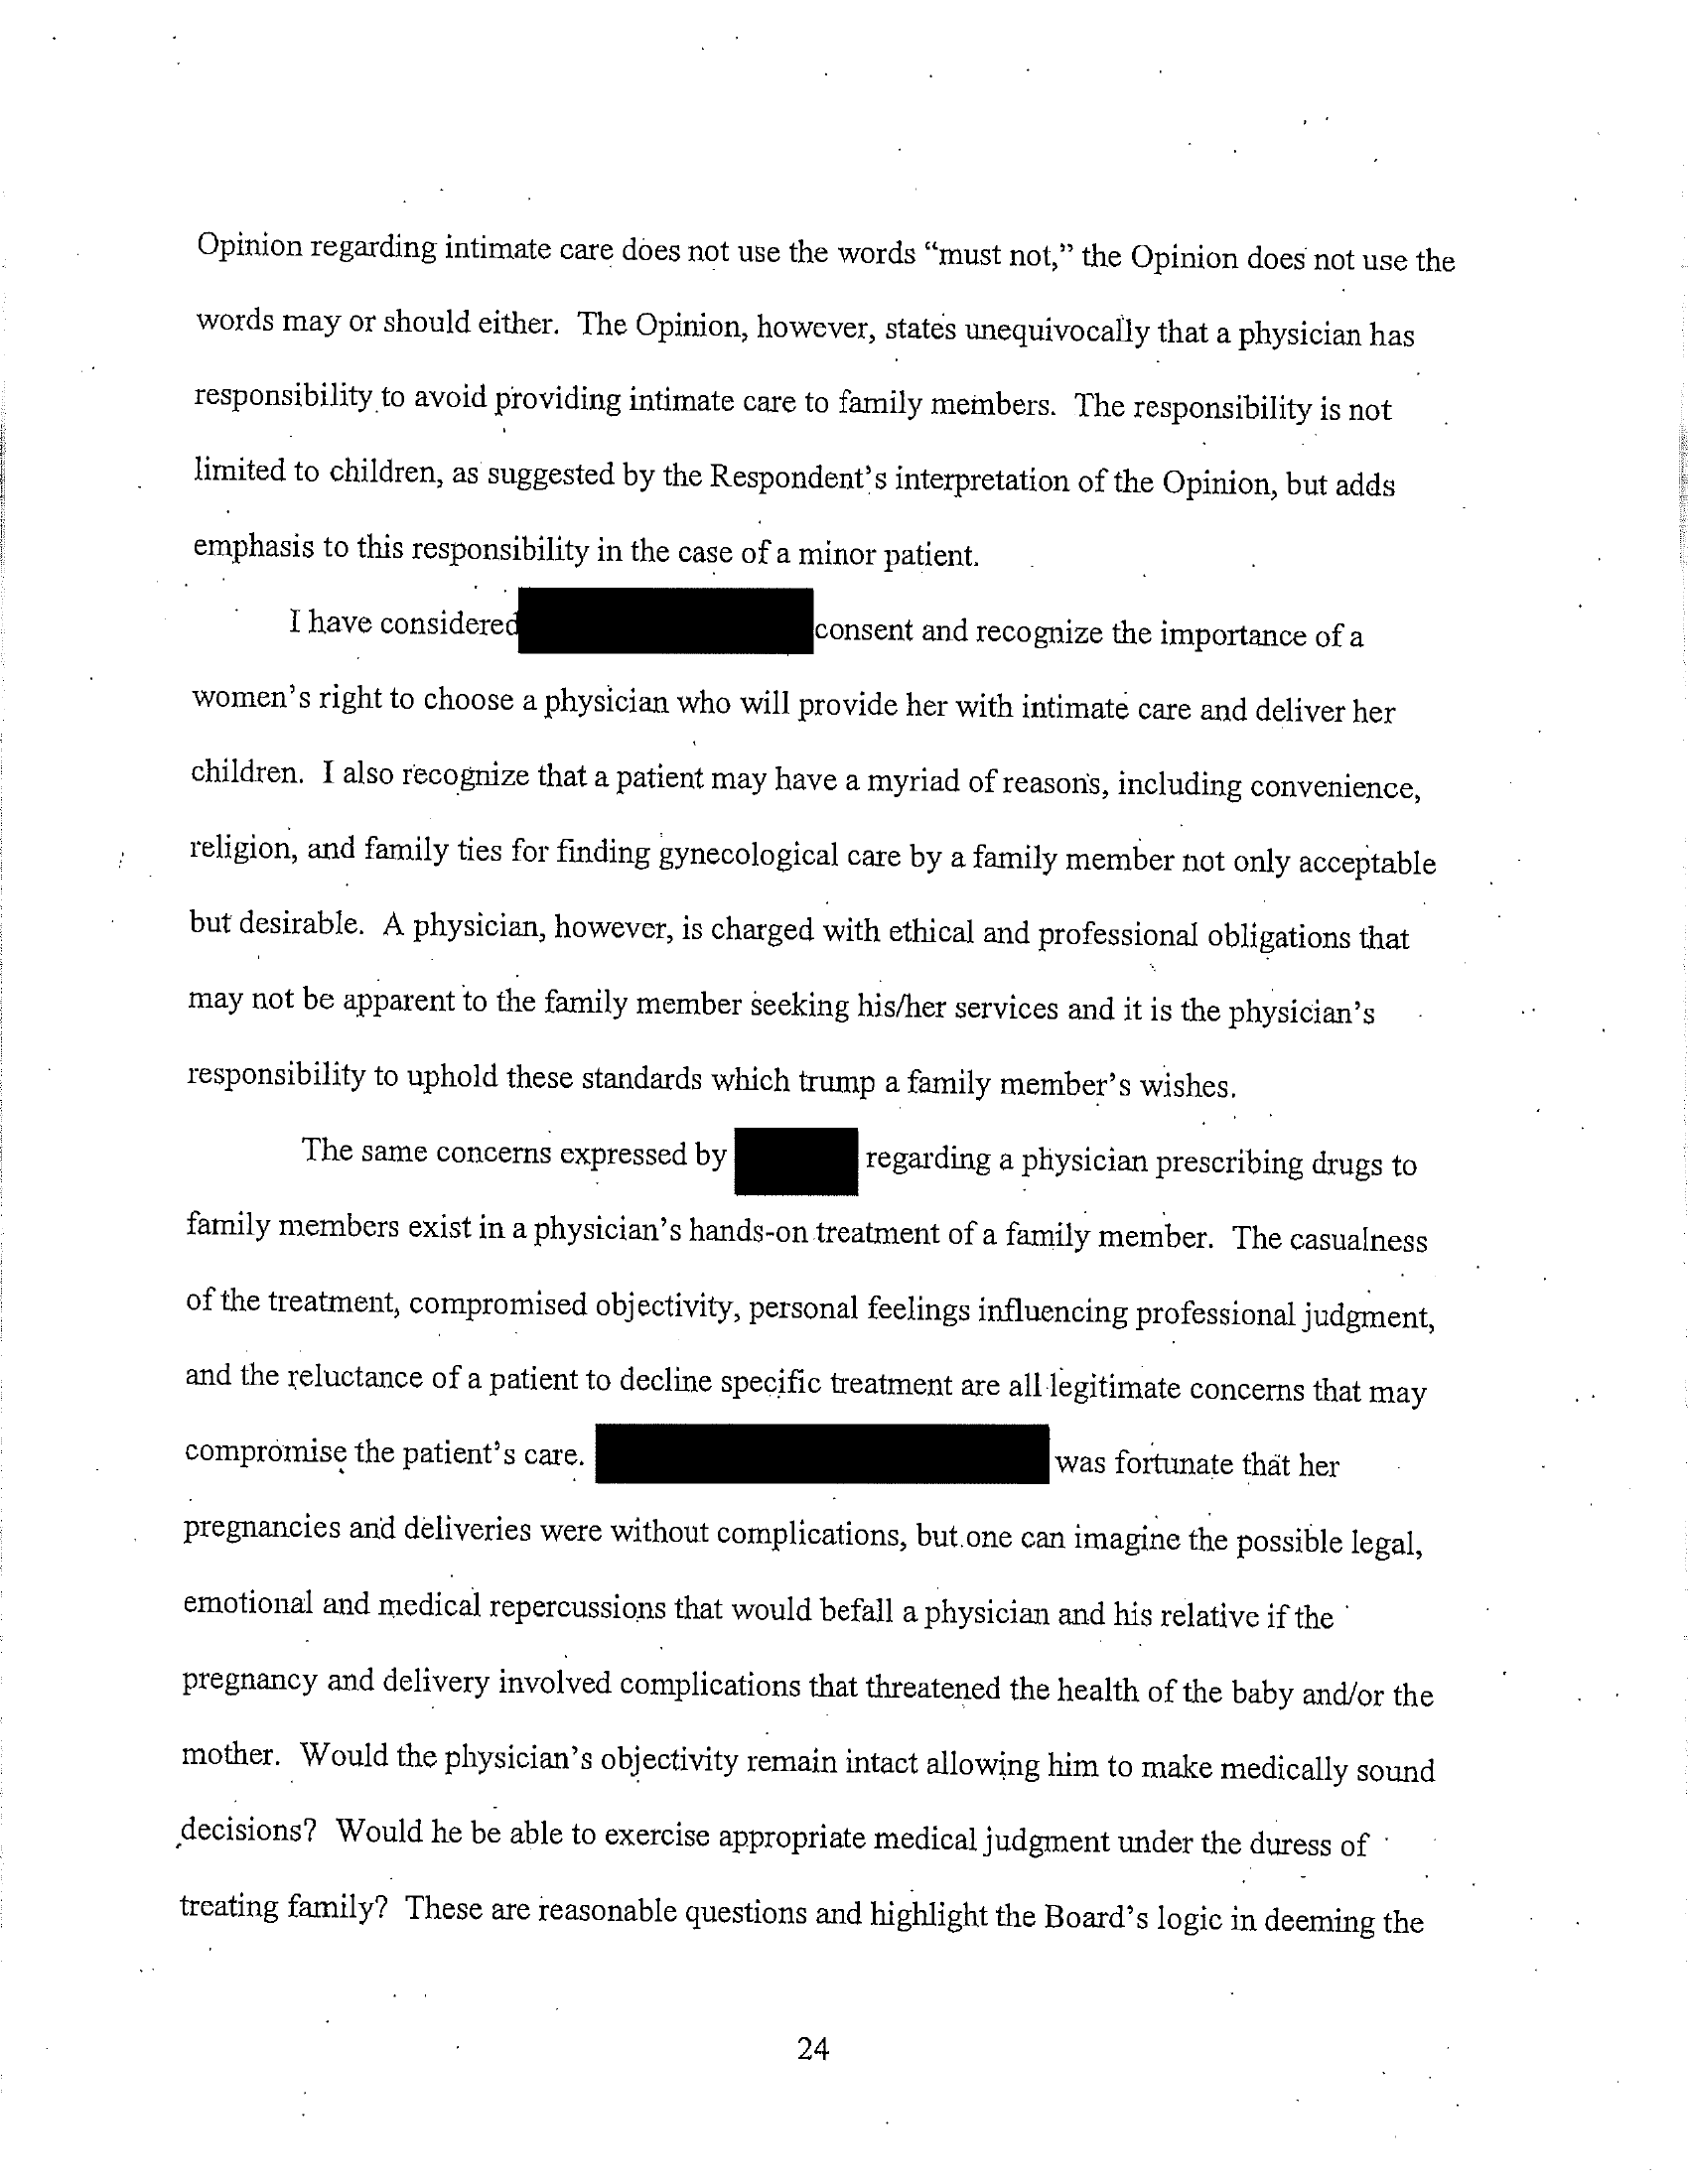 Opinion regarding intimate care does not use the words “must not,” the Opinion does not use the
words may or should either. The Opinion, however, states unequivocally that a physician has
responsibility to avoid providing intimate care to family members. The responsibility is not
limited to children, as suggested by the Respondent’s interpretation of the Opinion, but adds
emphasis to this responsibility in the case of a minor patient.
I have considered consent and recognize the importance of a
women’s right to choose a physician who will provide her with intimate care and deliver her
children. I also recognize that a patient may have a myriad of reasons, including convenience,
religion, and family ties for finding gynecological care by a family member not only acceptable
but desirable. A physician, however, is charged with ethical and professional obligations that
may not be apparent to the family member seeking his/her services and it is the physician’s
responsibility to uphold these standards which trump a family member’s wishes.
The same concerns expressed by regarding a physician prescribing drugs to
family members exist in a physician’s hands-on treatment of a family member. The casualness
of the treatment, compromised objectivity, personal feelings influencing professional judgment,
and the reluctance of a patient to decline specific treatment are all legitimate concerns that may
compromise the patient’s care. was fortunate that her
pregnancies and deliveries were without complications, but one can imagine the possible legal,
emotional and medical repercussions that would befall a physician and his relative if the
pregnancy and delivery involved complications that threatened the health of the baby and/or the
mother. Would the physician’s objectivity remain intact allowing him to make medically sound
decisions? Would he be able to exercise appropriate medical judgment under the duress of
treating family? These are reasonable questions and highlight the Board’s logic in deeming the
24